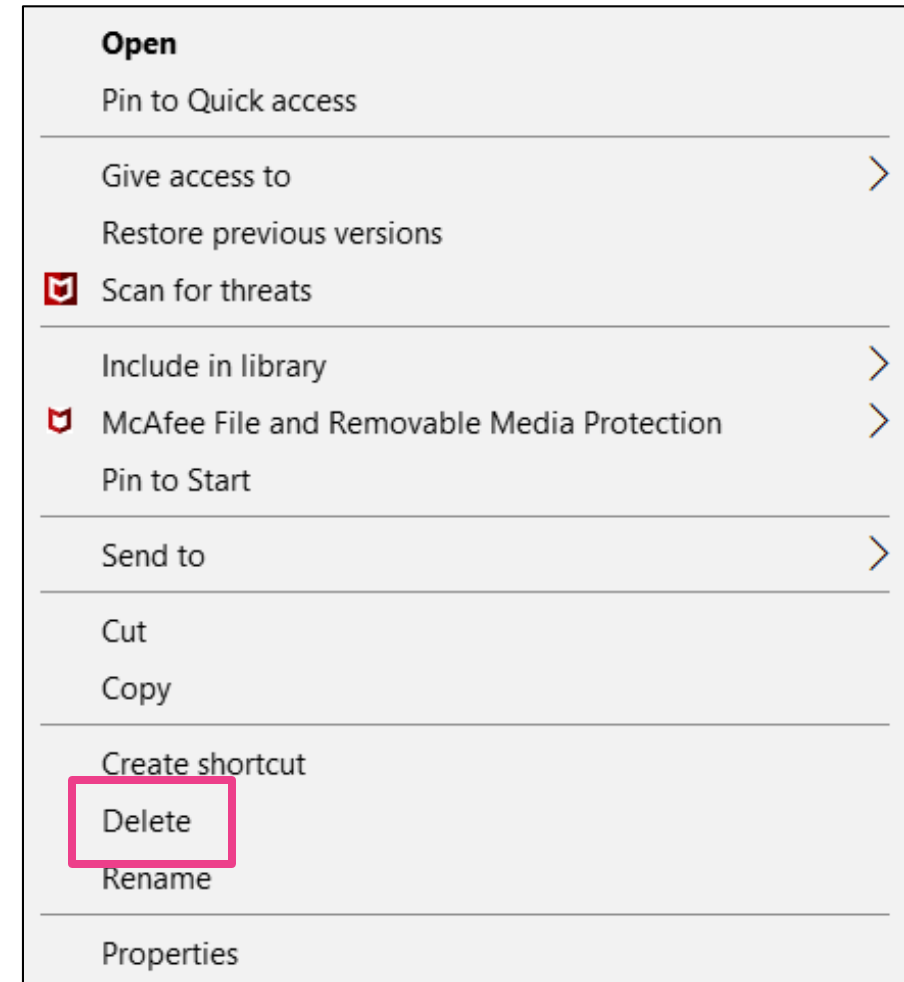 Open
Pin to Quick access
Give access to
Restore previous versions
Scan for threats
Include in library
McAfee File and Removable Media Protection
Pin to Start
Send to
Cut
Copy
Create shortcut
Delete
Rename
Properties